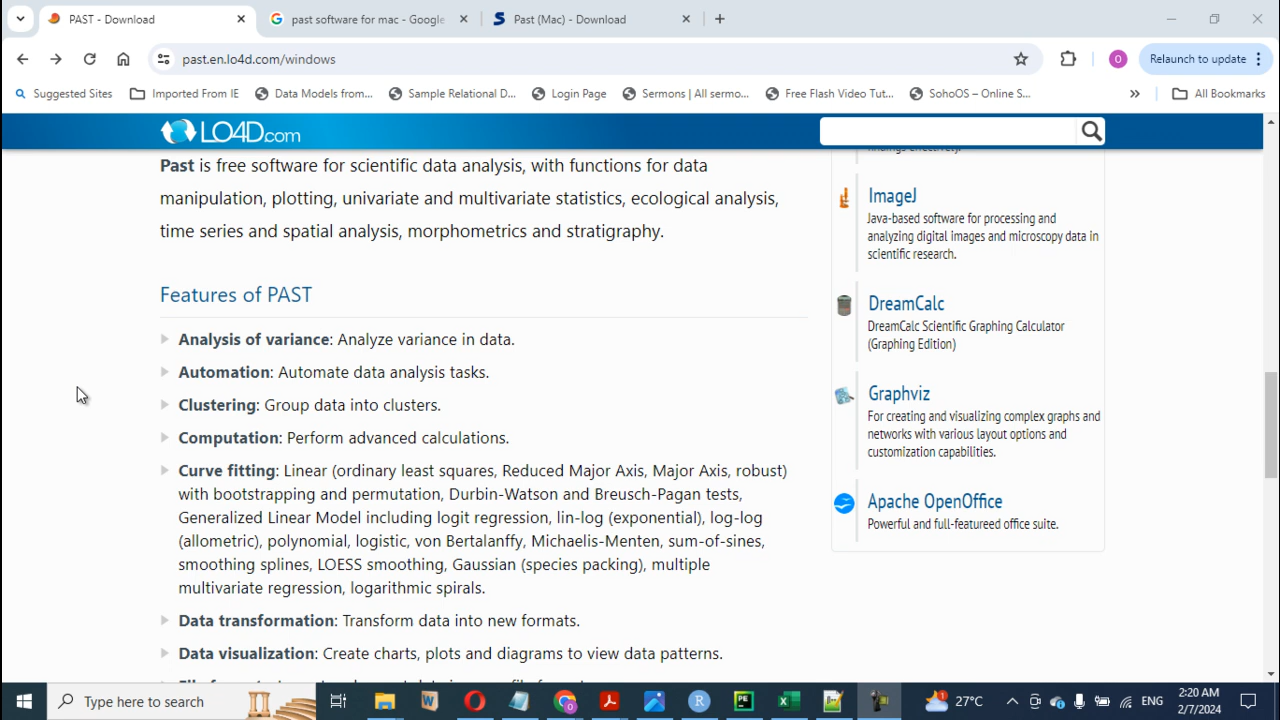 PAST - Download
past software for mac - Google
Past (Mac) - Download
past.en.lo4d.com/windows
O
Relaunch to update
Suggested Sites
Imported From IE
Data Models from...
Sample Relational D...
Login Page
Sermons | All sermo...
Free Flash Video Tut...
SohoOS – Online S...
All Bookmarks
LO4D.com
Past is free software for scientific data analysis, with functions for data
manipulation, plotting, univariate and multivariate statistics, ecological analysis,
time series and spatial analysis, morphometrics and stratigraphy.
Features of PAST
Analysis of variance: Analyze variance in data.
Automation: Automate data analysis tasks.
Clustering: Group data into clusters.
Computation: Perform advanced calculations.
Curve fitting: Linear (ordinary least squares, Reduced Major Axis, Major Axis, robust)
with bootstrapping and permutation, Durbin-Watson and Breusch-Pagan tests,
Generalized Linear Model including logit regression, lin-log (exponential), log-log
(allometric), polynomial, logistic, von Bertalanffy, Michaelis-Menten, sum-of-sines,
smoothing splines, LOESS smoothing, Gaussian (species packing), multiple
multivariate regression, logarithmic spirals.
Data transformation: Transform data into new formats.
Data visualization: Create charts, plots and diagrams to view data patterns.
ImageJ
Java-based software for processing and
analyzing digital images and microscopy data in
scientific research.
DreamCalc
DreamCalc Scientific Graphing Calculator
(Graphing Edition)
Graphviz
For creating and visualizing complex graphs and
networks with various layout options and
customization capabilities.
Apache OpenOffice
Powerful and full-featureed office suite.
Type here to search
27°C
ENG
2:20 AM
2/7/2024